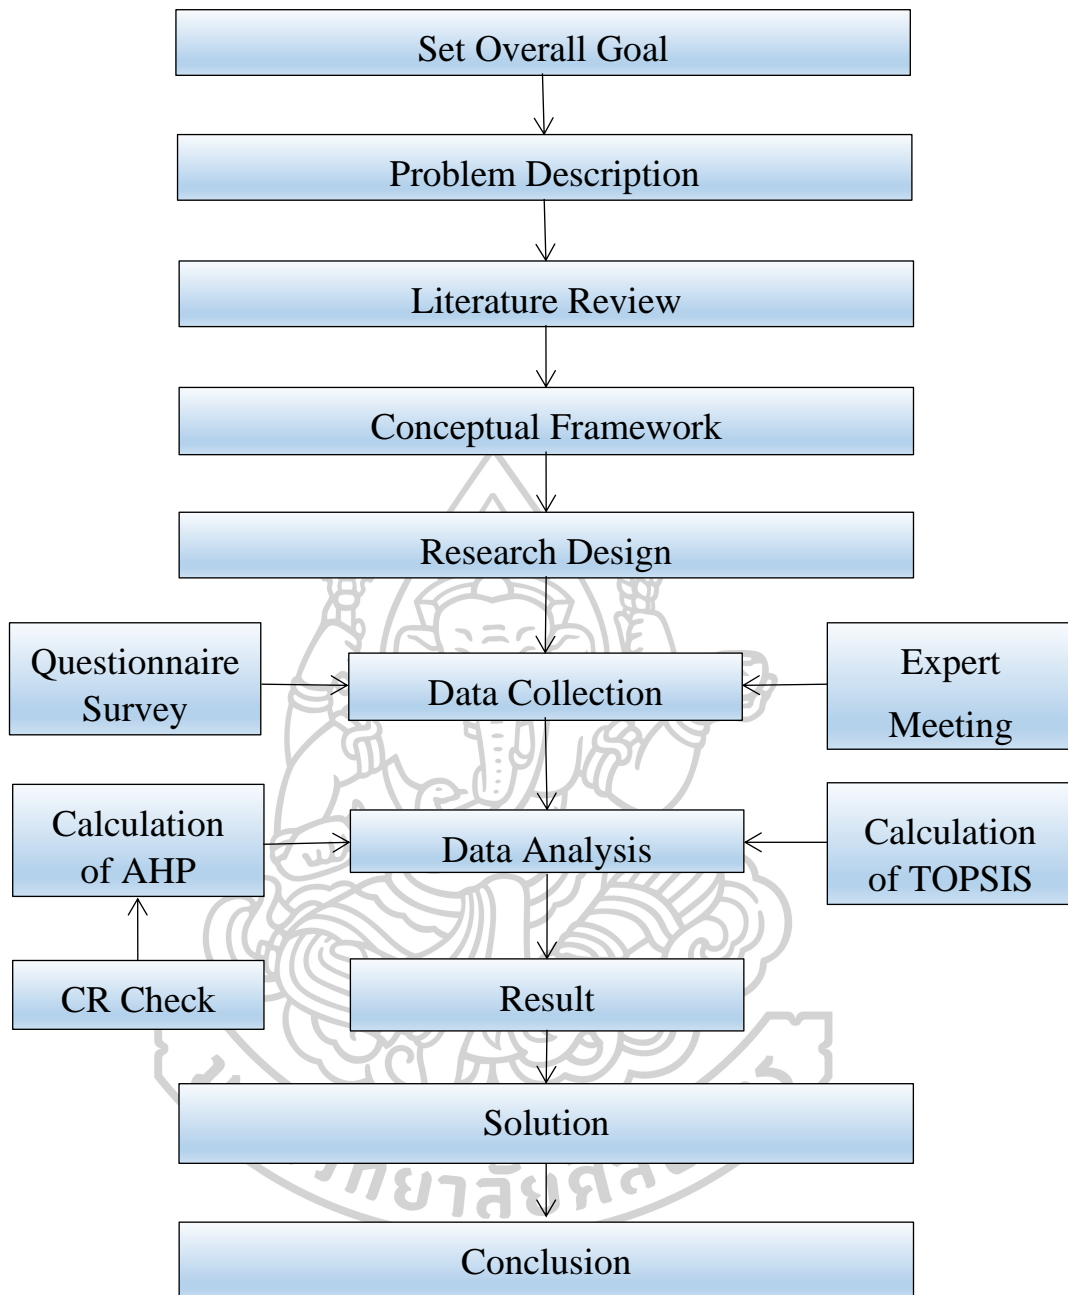 Set Overall Goal
Problem Description
Literature Review
Conceptual Framework
Research Design
Questionnaire
Survey
Data Collection
Expert
Meeting
Calculation
of AHP
Data Analysis
Calculation
of TOPSIS
CR Check
Result
Solution
Conclusion